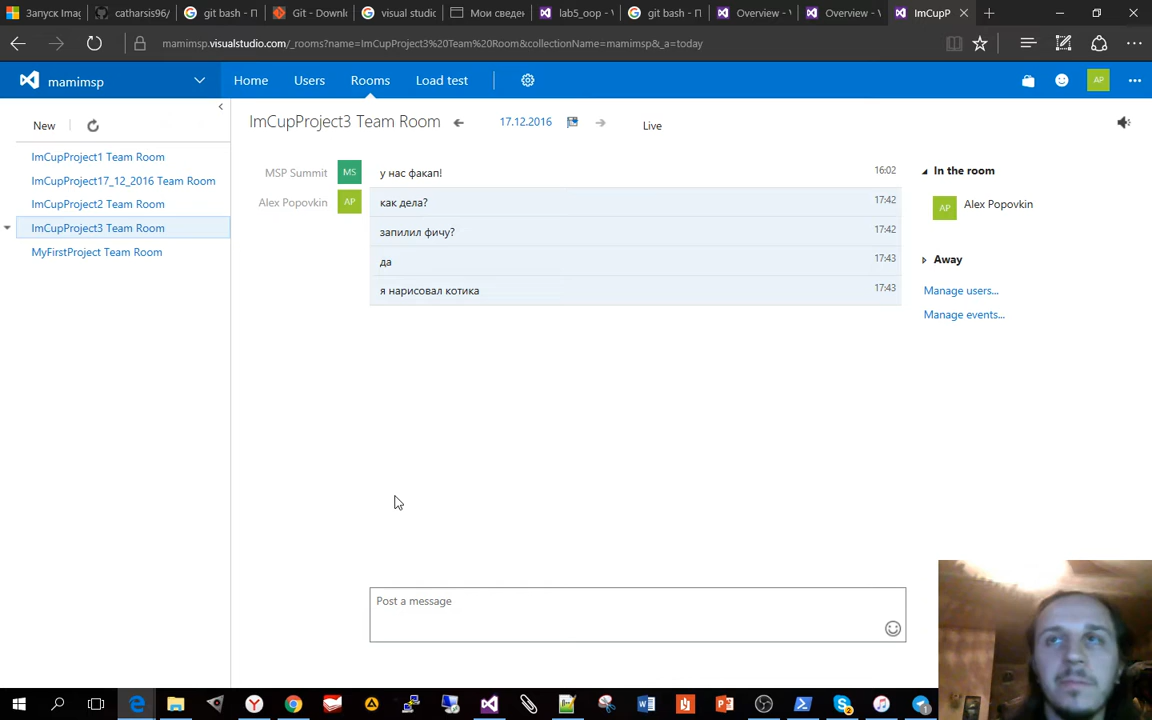 Запуск Imag
catharsis96/
git bash - П
Git - Downlo
visual studio
Мои сведен
lab5_oop - V
git bash - П
Overview - V
Overview - V
ImCupP
mamimsp.visualstudio.com/_rooms?name=ImCupProject3%20Team%20Room&collectionName=mamimsp&_a=today
mamimsp
Home
Users
Rooms
Load test
AP
New
ImCupProject1 Team Room
ImCupProject17_12_2016 Team Room
ImCupProject2 Team Room
ImCupProject3 Team Room
MyFirstProject Team Room
ImCupProject3 Team Room
17.12.2016
Live
MSP Summit MS у нас факап! 16:02
Alex Popovkin AP как дела? 17:42
запилил фичу? 17:42
да 17:43
я нарисовал котика 17:43
In the room
AP Alex Popovkin
Away
Manage users...
Manage events...
Post a message